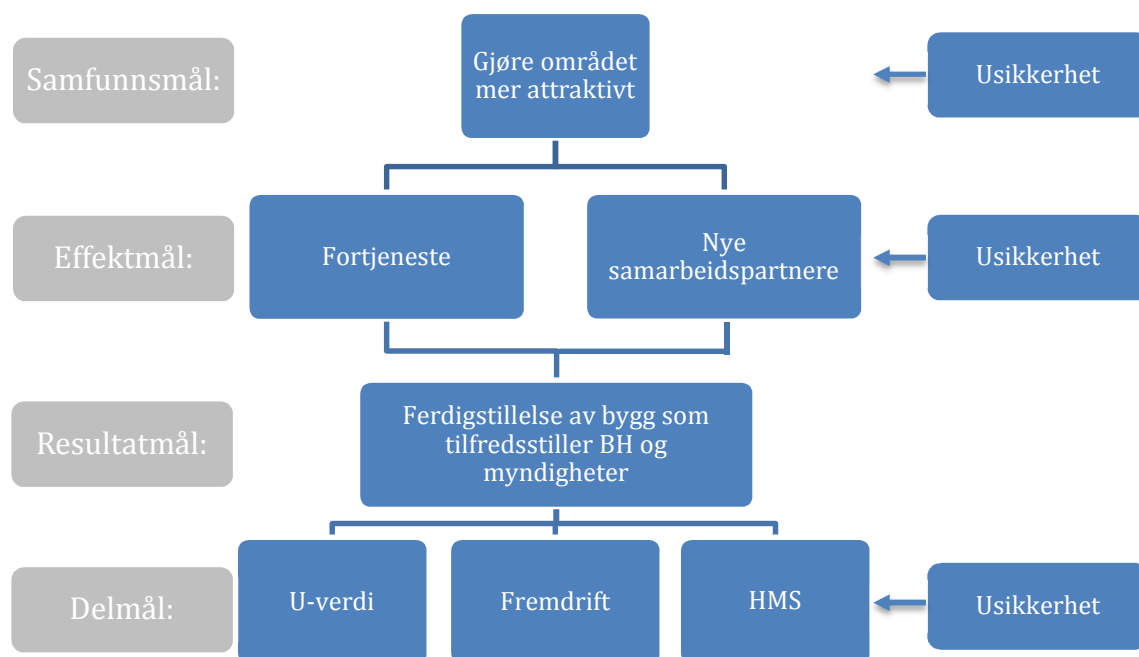 Samfunnsmål:
Gjøre området
mer attraktivt
Usikkerhet
Effektmål:
Fortjeneste
Nye
samarbeidspartnere
Usikkerhet
Resultatmål:
Ferdigstillelse av bygg som
tilfredsstiller BH og
myndigheter
Delmål:
U-verdi
Fremdrift
HMS
Usikkerhet